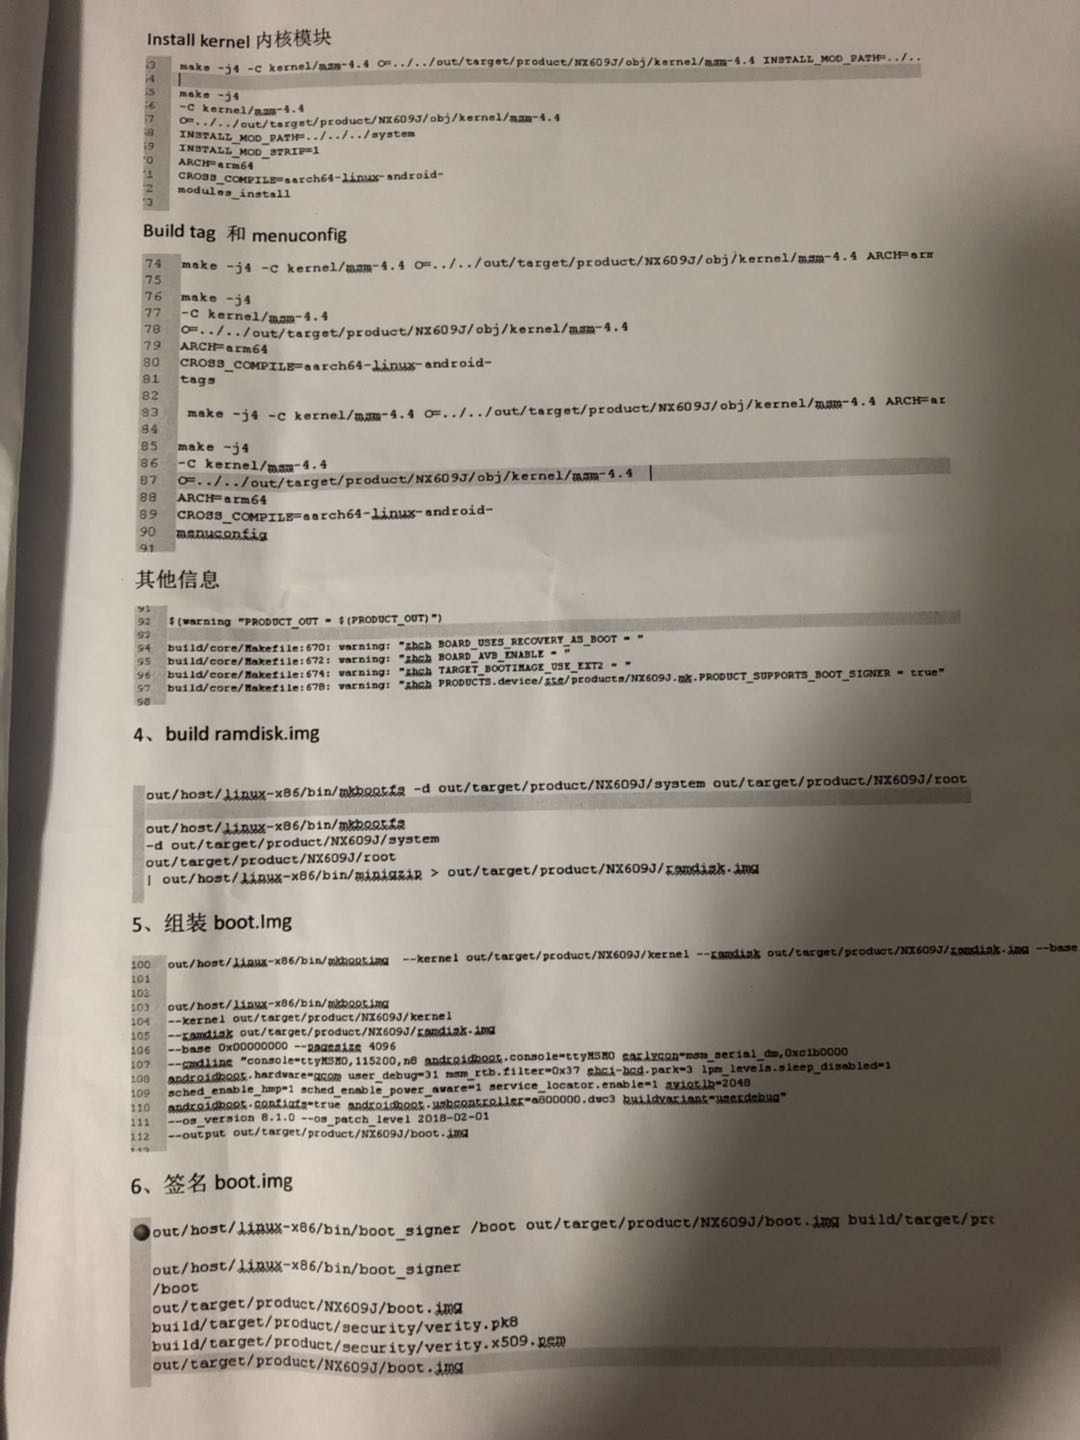 Install kernel 内核模块
63 make -j4 -C kernel/msm-4.4 O=../../out/target/product/NX609J/obj/kernel/msm-4.4 INSTALL_MOD_PATH=../..
64
65 make -j4
66 -C kernel/msm-4.4
67 O=../../out/target/product/NX609J/obj/kernel/msm-4.4
68 INSTALL_MOD_PATH=../../../system
69 INSTALL_MOD_STRIP=1
70 ARCH=arm64
71 CROSS_COMPILE=aarch64-linux-android-
72 modules_install
73
Build tag 和 menuconfig
74 make -j4 -C kernel/msm-4.4 O=../../out/target/product/NX609J/obj/kernel/msm-4.4 ARCH=arm
75
76 make -j4
77 -C kernel/msm-4.4
78 O=../../out/target/product/NX609J/obj/kernel/msm-4.4
79 ARCH=arm64
80 CROSS_COMPILE=aarch64-linux-android-
81 tags
82
83 make -j4 -C kernel/msm-4.4 O=../../out/target/product/NX609J/obj/kernel/msm-4.4 ARCH=ar
84
85 make -j4
86 -C kernel/msm-4.4
87 O=../../out/target/product/NX609J/obj/kernel/msm-4.4
88 ARCH=arm64
89 CROSS_COMPILE=aarch64-linux-android-
90 menuconfig
91
其他信息
91
92 $(warning "PRODUCT_OUT = $(PRODUCT_OUT)")
93
94 build/core/Makefile:670: warning: "zhch BOARD_USES_RECOVERY_AS_BOOT = "
95 build/core/Makefile:672: warning: "zhch BOARD_AVB_ENABLE = "
96 build/core/Makefile:674: warning: "zhch TARGET_BOOTIMAGE_USE_EXT2 = "
97 build/core/Makefile:678: warning: "zhch PRODUCTS.device/zte/products/NX609J.mk.PRODUCT_SUPPORTS_BOOT_SIGNER = true"
98
4、build ramdisk.img
out/host/linux-x86/bin/mkbootfs -d out/target/product/NX609J/system out/target/product/NX609J/root
out/host/linux-x86/bin/mkbootfs
-d out/target/product/NX609J/system
out/target/product/NX609J/root
| out/host/linux-x86/bin/minigzip > out/target/product/NX609J/ramdisk.img
5、组装 boot.Img
100 out/host/linux-x86/bin/mkbootimg --kernel out/target/product/NX609J/kernel --ramdisk out/target/product/NX609J/ramdisk.img --base
101
102
103 out/host/linux-x86/bin/mkbootimg
104 --kernel out/target/product/NX609J/kernel
105 --ramdisk out/target/product/NX609J/ramdisk.img
106 --base 0x00000000 --pagesize 4096
107 --cmdline "console=ttyMSM0,115200,n8 androidboot.console=ttyMSM0 earlycon=msm_serial_dm,0xc1b0000
108 androidboot.hardware=qcom user_debug=31 msm_rtb.filter=0x37 ehci-hcd.park=3 lpm_levels.sleep_disabled=1
109 sched_enable_hmp=1 sched_enable_power_aware=1 service_locator.enable=1 swiotlb=2048
110 androidboot.configfs=true androidboot.usbcontroller=a800000.dwc3 buildvariant=userdebug"
111 --os_version 8.1.0 --os_patch_level 2018-02-01
112 --output out/target/product/NX609J/boot.img
113
6、签名 boot.img
out/host/linux-x86/bin/boot_signer /boot out/target/product/NX609J/boot.img build/target/pro
out/host/linux-x86/bin/boot_signer
/boot
out/target/product/NX609J/boot.img
build/target/product/security/verity.pk8
build/target/product/security/verity.x509.pem
out/target/product/NX609J/boot.img